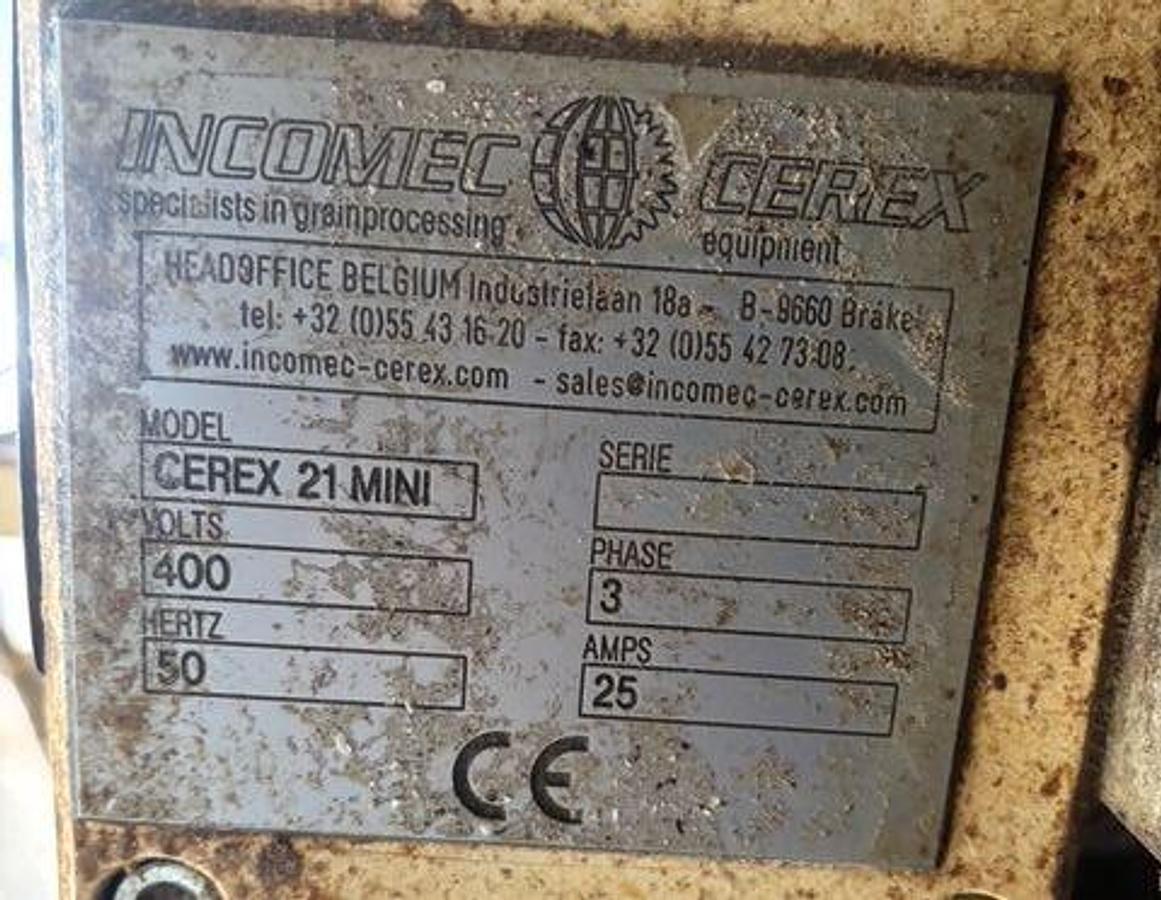 INCOMEC CEREX
specialists in grainprocessing equipment
HEADOFFICE BELGIUM Industrielaan 18a - B-9660 Brakel
tel: +32 (0)55 43 16 20 - fax: +32 (0)55 42 73 08
www.incomec-cerex.com - sales@incomec-cerex.com
MODEL SERIE
CEREX 21 MINI
VOLTS PHASE
400 3
HERTZ AMPS
50 25
CE